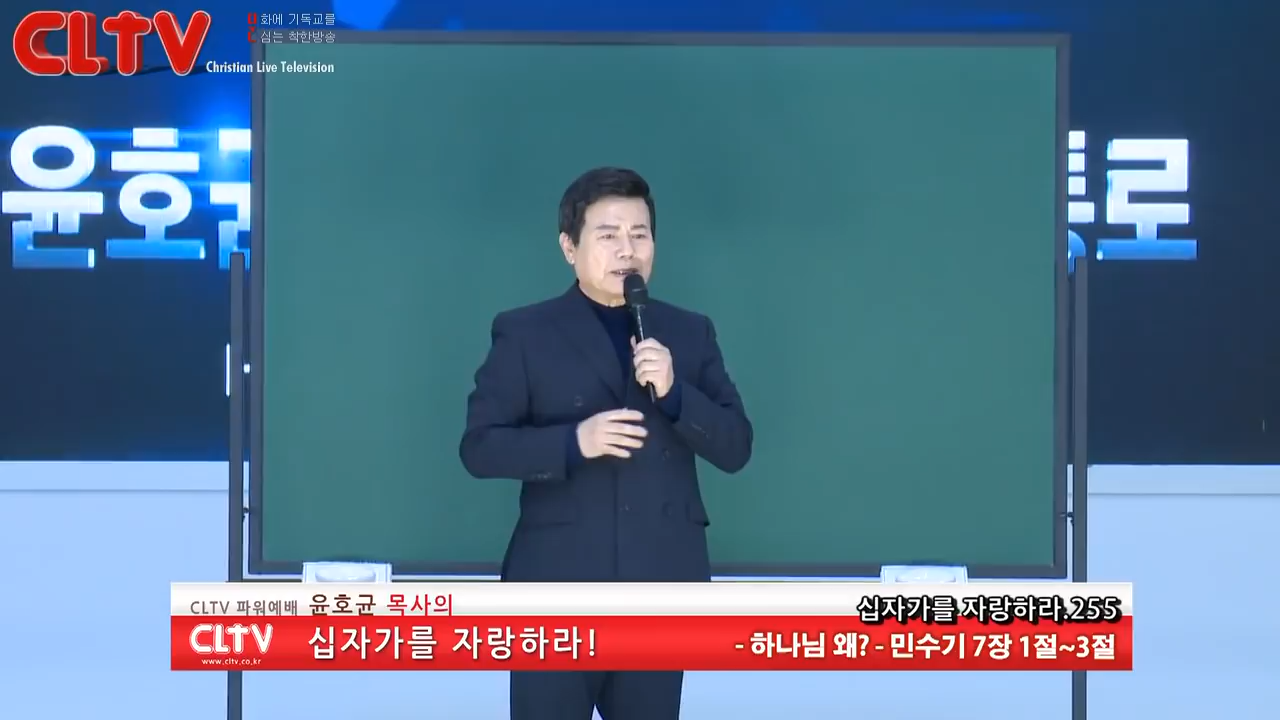 CLTV
화에 기독교를
심는 착한방송
Christian Live Television
윤호
로
CLTV 파워예배 윤호균 목사의
십자가를 자랑하라.255
CLTV
www.cltv.co.kr
십자가를 자랑하라!
- 하나님 왜? - 민수기 7장 1절~3절